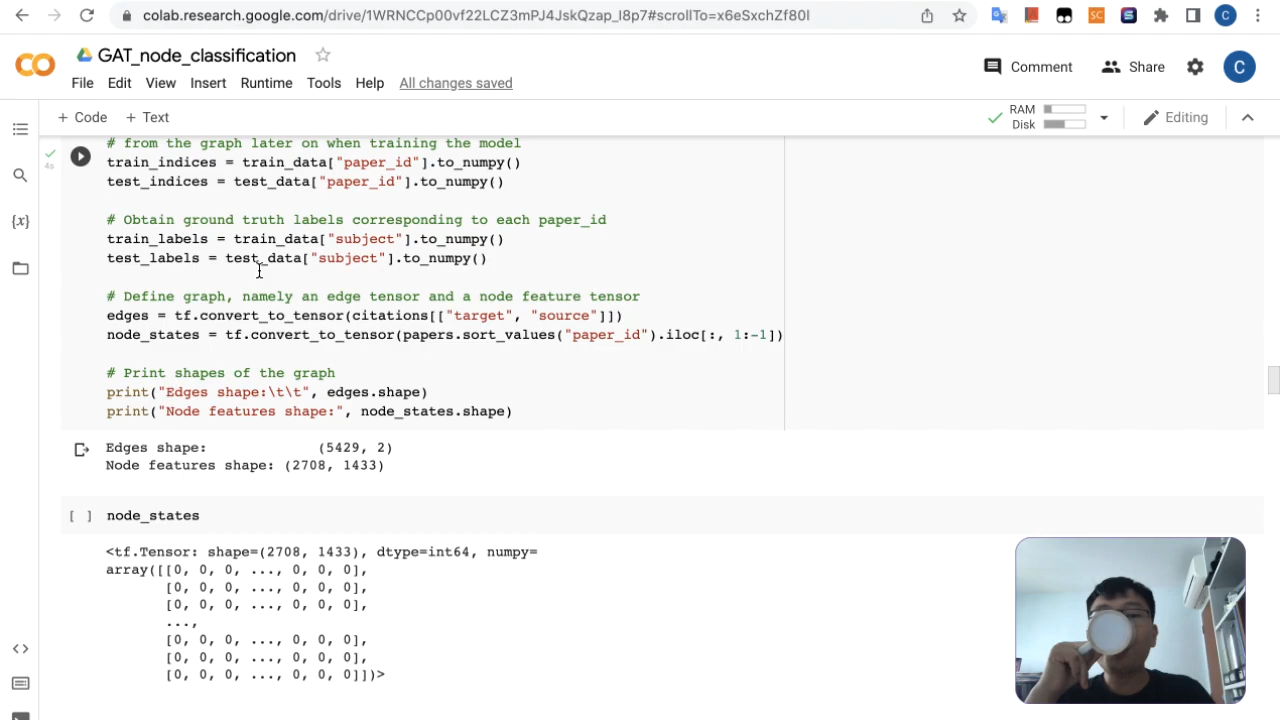 colab.research.google.com/drive/1WRNCCp00vf22LCZ3mPJ4JskQzap_I8p7#scrollTo=x6eSxchZf80l
SC
S
C
GAT_node_classification
File Edit View Insert Runtime Tools Help All changes saved
Comment
Share
C
+ Code + Text
RAM
Disk
Editing
{x}
4s
# from the graph later on when training the model
train_indices = train_data["paper_id"].to_numpy()
test_indices = test_data["paper_id"].to_numpy()
# Obtain ground truth labels corresponding to each paper_id
train_labels = train_data["subject"].to_numpy()
test_labels = test_data["subject"].to_numpy()
# Define graph, namely an edge tensor and a node feature tensor
edges = tf.convert_to_tensor(citations[["target", "source"]])
node_states = tf.convert_to_tensor(papers.sort_values("paper_id").iloc[:, 1:-1])
# Print shapes of the graph
print("Edges shape:\t\t", edges.shape)
print("Node features shape:", node_states.shape)
Edges shape: (5429, 2)
Node features shape: (2708, 1433)
[ ] node_states
<tf.Tensor: shape=(2708, 1433), dtype=int64, numpy=
array([[0, 0, 0, ..., 0, 0, 0],
[0, 0, 0, ..., 0, 0, 0],
[0, 0, 0, ..., 0, 0, 0],
...,
[0, 0, 0, ..., 0, 0, 0],
[0, 0, 0, ..., 0, 0, 0],
[0, 0, 0, ..., 0, 0, 0]])>